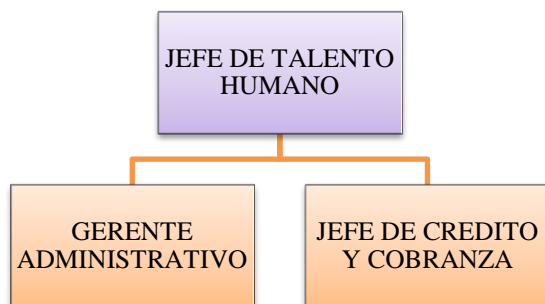 JEFE DE TALENTO
HUMANO
GERENTE
ADMINISTRATIVO
JEFE DE CREDITO
Y COBRANZA